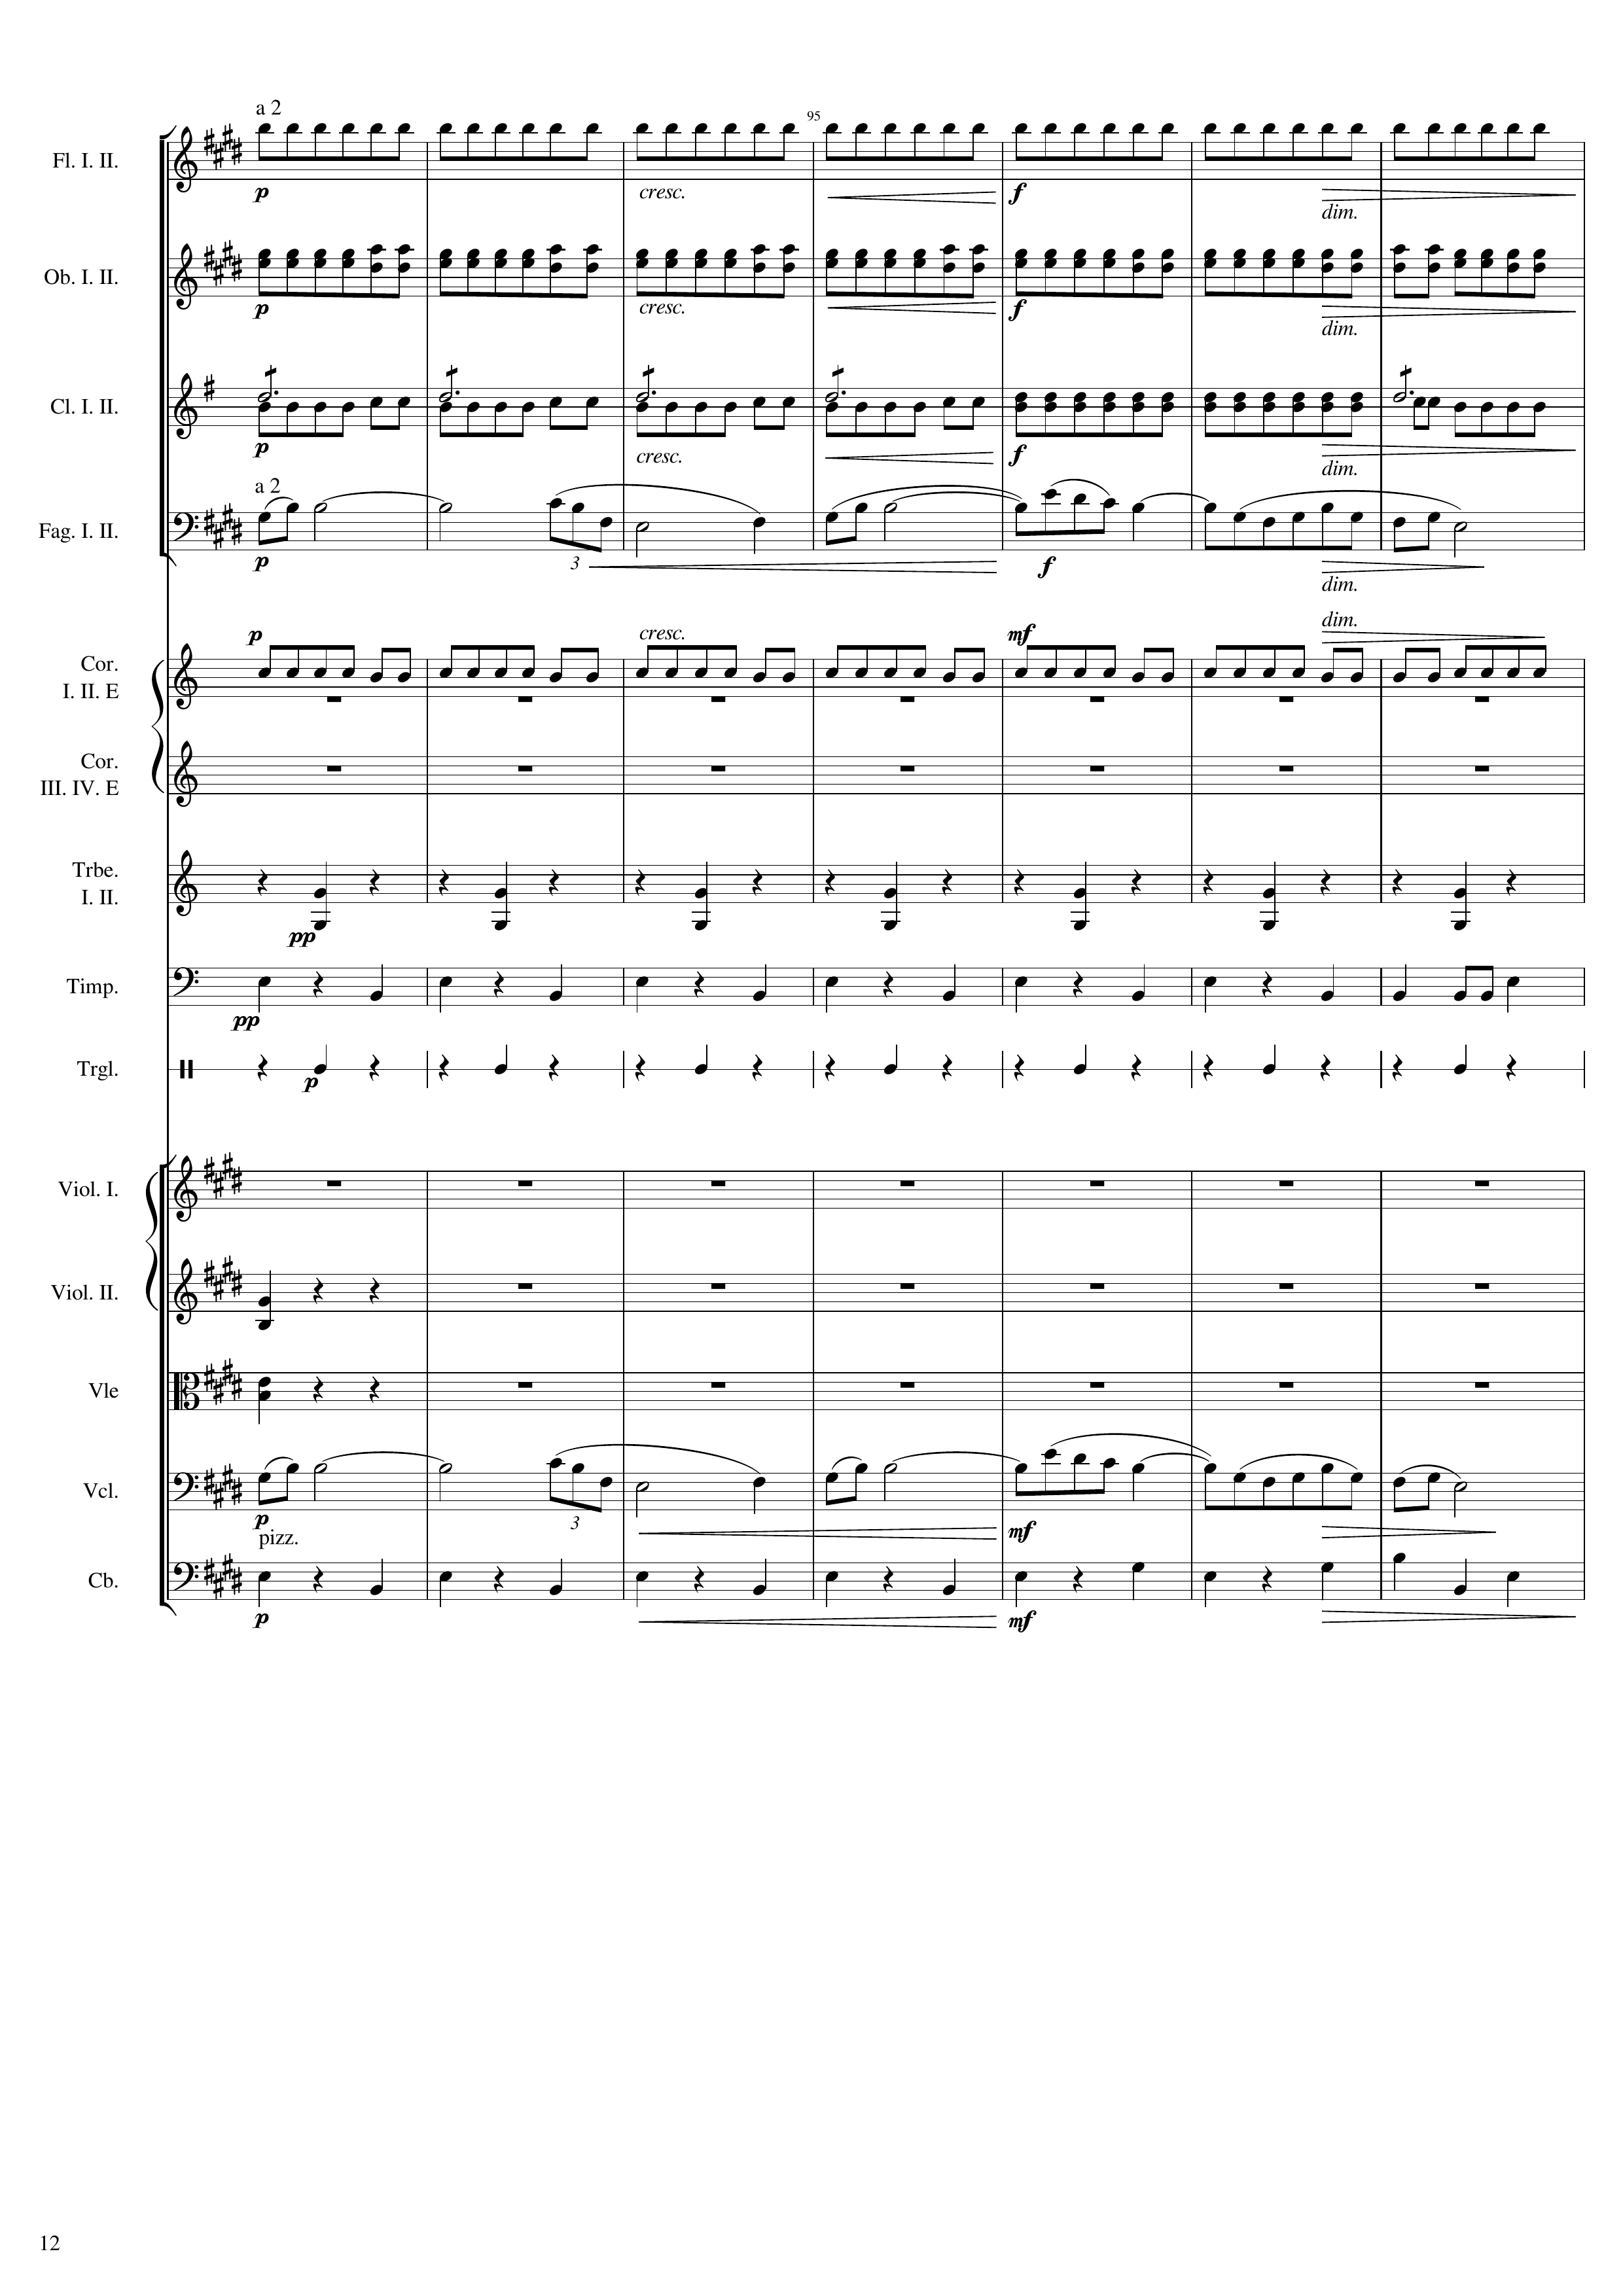 a 2
95
Fl. I. II.
p
cresc.
f
dim.
Ob. I. II.
p
cresc.
f
dim.
Cl. I. II.
p
cresc.
f
dim.
a 2
Fag. I. II.
p
3
f
dim.
p
cresc.
mf
dim.
Cor.
I. II. E
Cor.
III. IV. E
Trbe.
I. II.
pp
Timp.
pp
Trgl.
p
Viol. I.
Viol. II.
Vle
Vcl.
p
3
mf
pizz.
Cb.
p
mf
12